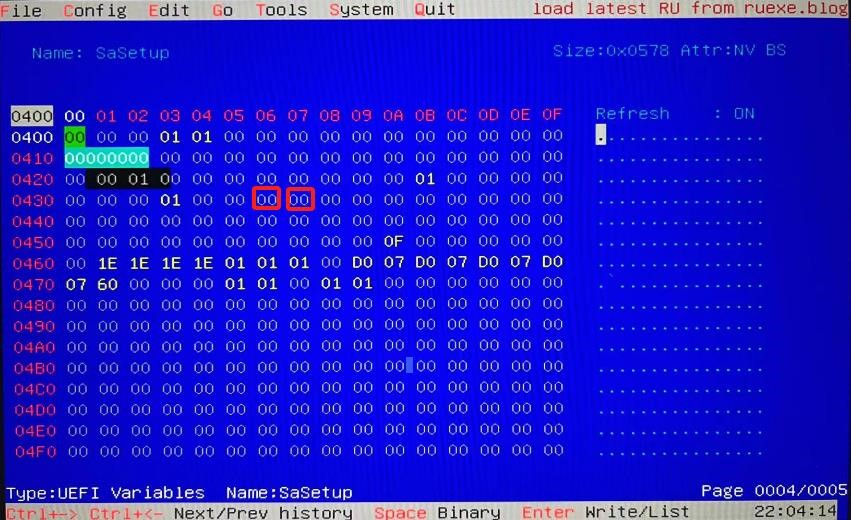 File Config Edit Go Tools System Quit load latest RU from ruexe.blog
Name: SaSetup Size:0x0578 Attr:NV BS
0400 00 01 02 03 04 05 06 07 08 09 0A 0B 0C 0D 0E 0F Refresh : ON
0400 00 00 00 01 01 00 00 00 00 00 00 00 00 00 00 00 ................
0410 00000000 00 00 00 00 00 00 00 00 00 00 00 00 00 ................
0420 00 00 01 00 00 00 00 00 00 00 00 01 00 00 00 00 ................
0430 00 00 00 01 00 00 00 00 00 00 00 00 00 00 00 00 ................
0440 00 00 00 00 00 00 00 00 00 00 00 00 00 00 00 00 ................
0450 00 00 00 00 00 00 00 00 00 00 0F 00 00 00 00 00 ................
0460 00 1E 1E 1E 1E 01 01 01 00 D0 07 D0 07 D0 07 D0 ................
0470 07 60 00 00 00 01 01 00 01 01 00 00 00 00 00 00 .`..............
0480 00 00 00 00 00 00 00 00 00 00 00 00 00 00 00 00 ................
0490 00 00 00 00 00 00 00 00 00 00 00 00 00 00 00 00 ................
04A0 00 00 00 00 00 00 00 00 00 00 00 00 00 00 00 00 ................
04B0 00 00 00 00 00 00 00 00 00 00 00 00 00 00 00 00 ................
04C0 00 00 00 00 00 00 00 00 00 00 00 00 00 00 00 00 ................
04D0 00 00 00 00 00 00 00 00 00 00 00 00 00 00 00 00 ................
04E0 00 00 00 00 00 00 00 00 00 00 00 00 00 00 00 00 ................
04F0 00 00 00 00 00 00 00 00 00 00 00 00 00 00 00 00 ................
Type:UEFI Variables Name:SaSetup Page 0004/0005
Ctrl+-> Ctrl+<- Next/Prev history Space Binary Enter Write/List 22:04:14